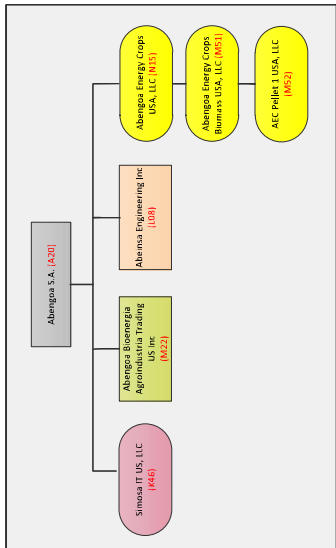 Abengoa S.A. (A20)
Simosa IT US, LLC
(K46)
Abengoa Bioenergia
Agroindustria Trading
US Inc
(M22)
Abeinsa Engineering Inc
(L08)
Abengoa Energy Crops
USA, LLC (N15)
Abengoa Energy Crops
Biomass USA, LLC (M51)
AEC Pellet 1 USA, LLC
(M52)